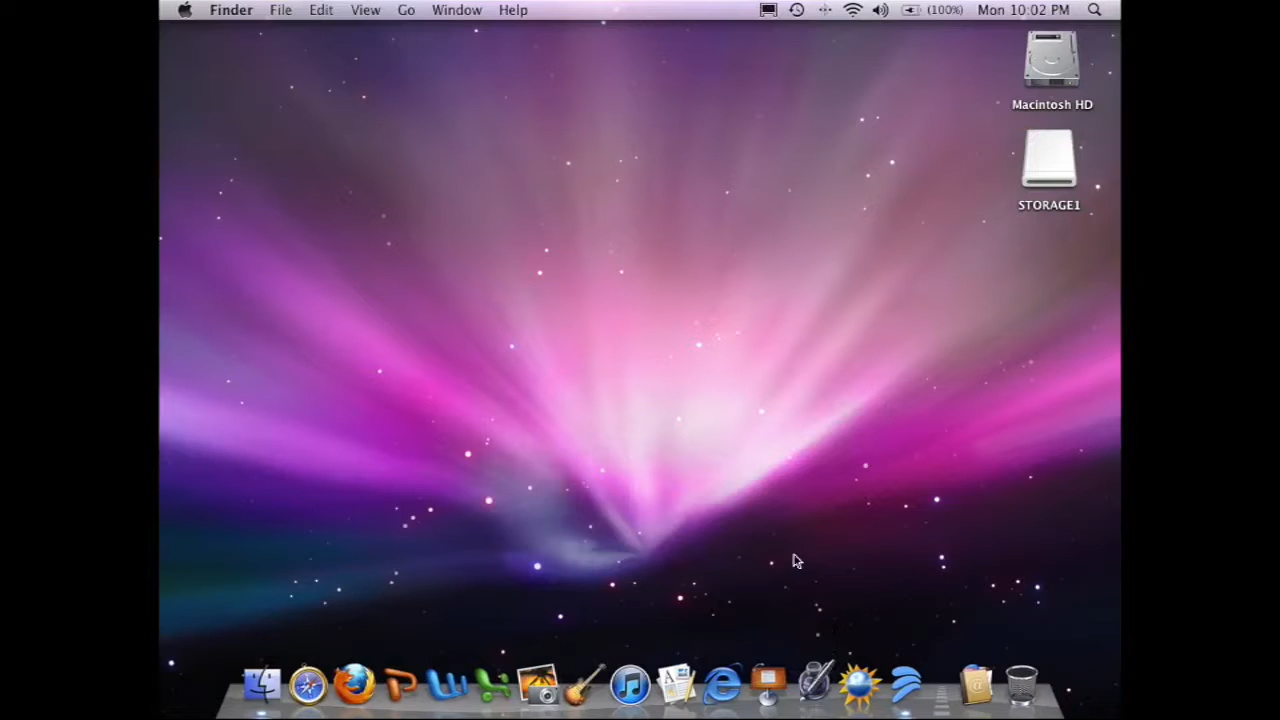 Finder File Edit View Go Window Help (100%) Mon 10:02 PM
Macintosh HD
STORAGE1